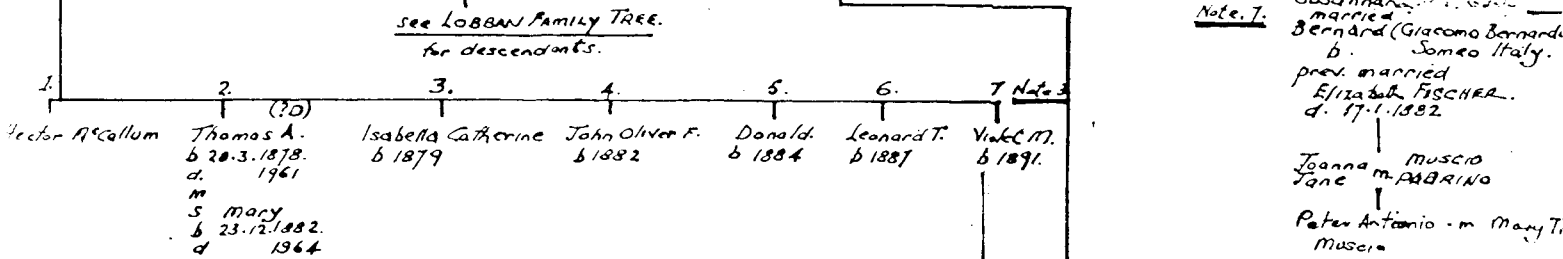 see LOBBAN FAMILY TREE.
for descendants.
1.
Hector McCallum
2.
(?D)
Thomas A.
b 20.3.1878.
d. 1961
m
s Mary
b 23.12.1882.
d 1964
3.
Isabella Catherine
b 1879
4.
John Oliver F.
b 1882
5.
Donald.
b 1884
6.
Leonard T.
b 1887
7 Note 3
Violet M.
b 1891.
Note. 7.
married
Bernard (Giacomo Bernard
b. Someo Italy.
prev. married
Elizabeth FISCHER.
d. 17.1.1882
Joanna m MUSCIO
Jane PABRINO
Peter Antonio - m Mary T.
Muscio